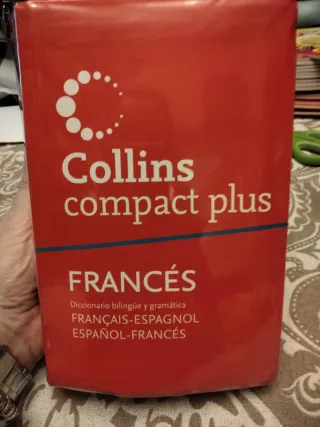 Collins
compact plus
FRANCÉS
Diccionario bilingüe y gramática
FRANÇAIS-ESPAGNOL
ESPAÑOL-FRANCÉS